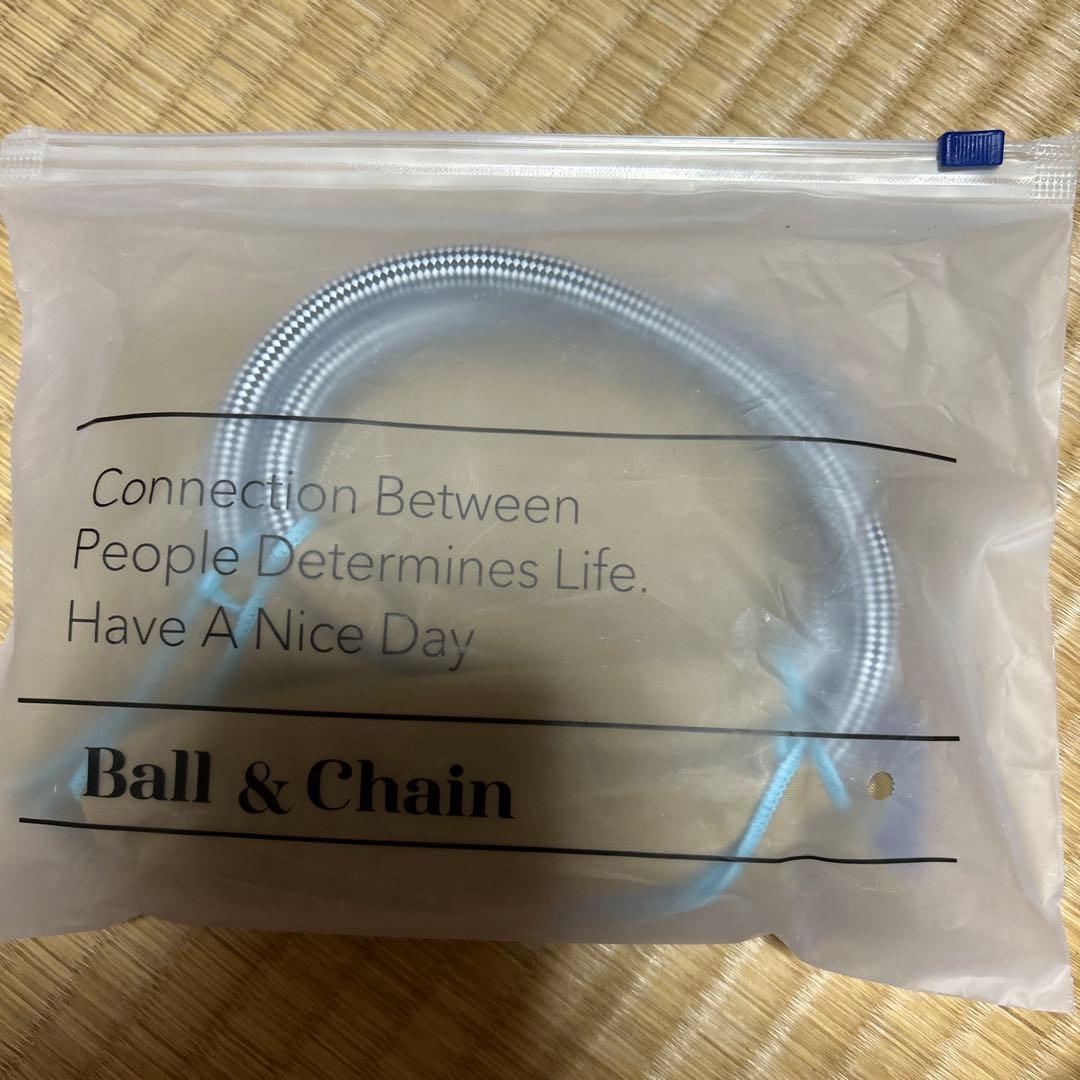 Connection Between
People Determines Life.
Have A Nice Day
Ball & Chain